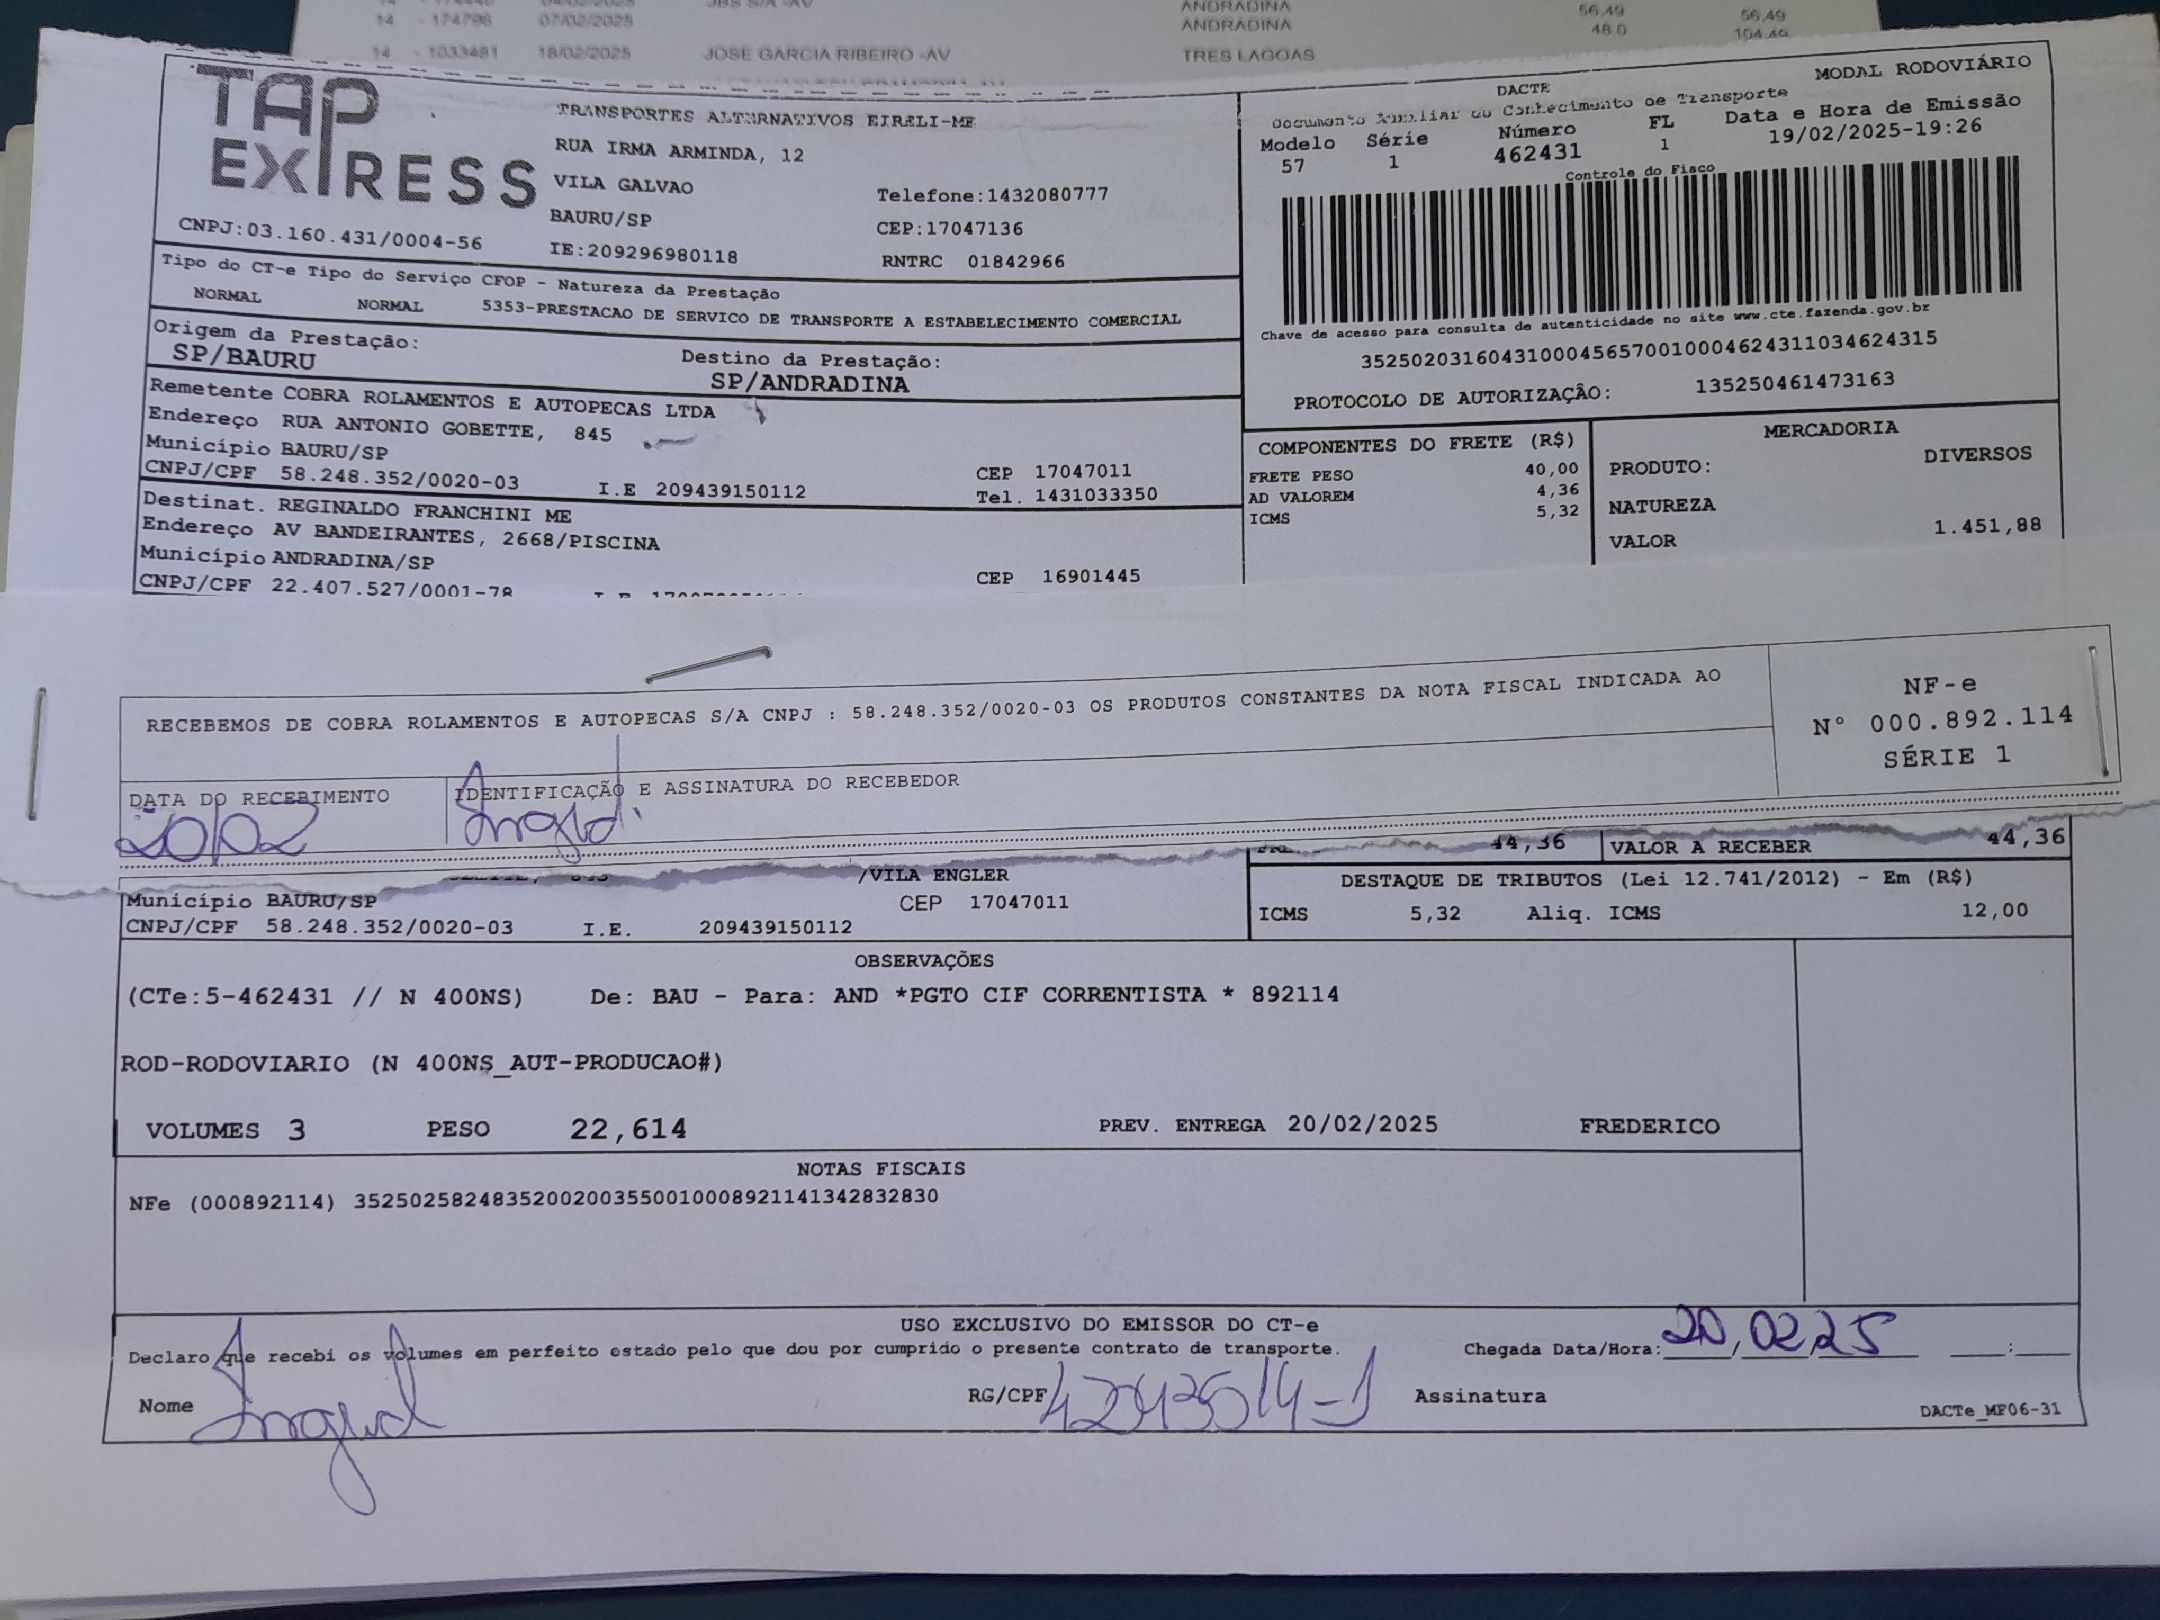 14 - 174796 07/02/2025 ANDRADINA 48,0 104,49
14 - 1033481 18/02/2025 JOSE GARCIA RIBEIRO -AV TRES LAGOAS
TAP EXPRESS
CNPJ:03.160.431/0004-56
TRANSPORTES ALTERNATIVOS EIRELI-ME
RUA IRMA ARMINDA, 12
VILA GALVAO Telefone:1432080777
BAURU/SP CEP:17047136
IE:209296980118 RNTRC 01842966
DACTE MODAL RODOVIÁRIO
Documento Auxiliar do Conhecimento de Transporte
Modelo Série Número FL Data e Hora de Emissão
57 1 462431 1 19/02/2025-19:26
Controle do Fisco
Chave de acesso para consulta de autenticidade no site www.cte.fazenda.gov.br
35250203160431000456570010004624311034624315
PROTOCOLO DE AUTORIZAÇÃO: 135250461473163
Tipo do CT-e Tipo do Serviço CFOP - Natureza da Prestação
NORMAL NORMAL 5353-PRESTACAO DE SERVICO DE TRANSPORTE A ESTABELECIMENTO COMERCIAL
Origem da Prestação: Destino da Prestação:
SP/BAURU SP/ANDRADINA
Remetente COBRA ROLAMENTOS E AUTOPECAS LTDA
Endereço RUA ANTONIO GOBETTE, 845
Município BAURU/SP CEP 17047011
CNPJ/CPF 58.248.352/0020-03 I.E 209439150112 Tel. 1431033350
Destinat. REGINALDO FRANCHINI ME
Endereço AV BANDEIRANTES, 2668/PISCINA
Município ANDRADINA/SP CEP 16901445
CNPJ/CPF 22.407.527/0001-78
COMPONENTES DO FRETE (R$)
FRETE PESO 40,00
AD VALOREM 4,36
ICMS 5,32
MERCADORIA
PRODUTO: DIVERSOS
NATUREZA
VALOR 1.451,88
RECEBEMOS DE COBRA ROLAMENTOS E AUTOPECAS S/A CNPJ : 58.248.352/0020-03 OS PRODUTOS CONSTANTES DA NOTA FISCAL INDICADA AO
NF-e
N° 000.892.114
SÉRIE 1
DATA DO RECEBIMENTO IDENTIFICAÇÃO E ASSINATURA DO RECEBEDOR
20/02 Ingrid
44,36 VALOR A RECEBER 44,36
/VILA ENGLER
Município BAURU/SP CEP 17047011
CNPJ/CPF 58.248.352/0020-03 I.E. 209439150112
DESTAQUE DE TRIBUTOS (Lei 12.741/2012) - Em (R$)
ICMS 5,32 Aliq. ICMS 12,00
OBSERVAÇÕES
(CTe:5-462431 // N 400NS) De: BAU - Para: AND *PGTO CIF CORRENTISTA * 892114
ROD-RODOVIARIO (N 400NS_AUT-PRODUCAO#)
VOLUMES 3 PESO 22,614 PREV. ENTREGA 20/02/2025 FREDERICO
NOTAS FISCAIS
NFe (000892114) 35250258248352002003550010008921141342832830
USO EXCLUSIVO DO EMISSOR DO CT-e
Declaro que recebi os volumes em perfeito estado pelo que dou por cumprido o presente contrato de transporte. Chegada Data/Hora: 20/02/25 :
Nome Ingrid RG/CPF Assinatura
DACTe_MF06-31